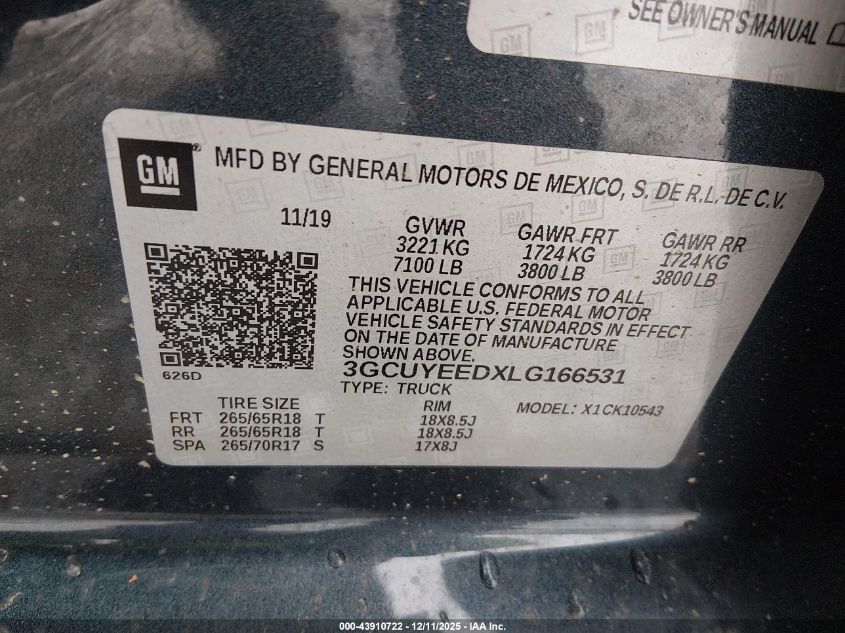 SEE OWNER'S MANUAL
GM
MFD BY GENERAL MOTORS DE MEXICO, S. DE R.L. DE C.V.
11/19
GVWR GAWR FRT GAWR RR
3221 KG 1724 KG 1724 KG
7100 LB 3800 LB 3800 LB
THIS VEHICLE CONFORMS TO ALL
APPLICABLE U.S. FEDERAL MOTOR
VEHICLE SAFETY STANDARDS IN EFFECT
ON THE DATE OF MANUFACTURE
SHOWN ABOVE.
626D
3GCUYEEDXLG166531
TYPE: TRUCK
TIRE SIZE RIM MODEL: X1CK10543
FRT 265/65R18 T 18X8.5J
RR 265/65R18 T 18X8.5J
SPA 265/70R17 S 17X8J
000-43910722 - 12/11/2025 - IAA Inc.